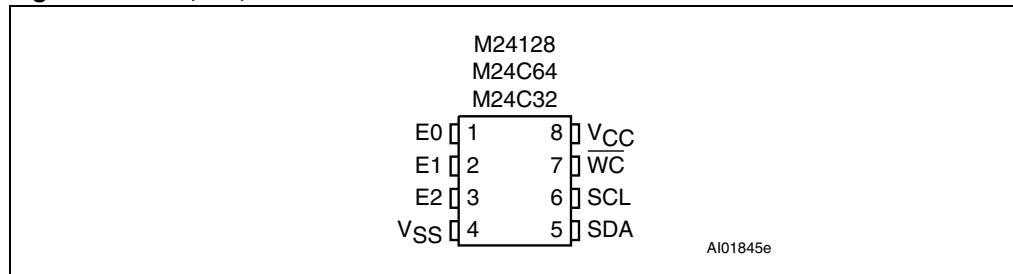 M24128
M24C64
M24C32
E0 1 8 VCC
E1 2 7 W̅C̅
E2 3 6 SCL
VSS 4 5 SDA
AI01845e